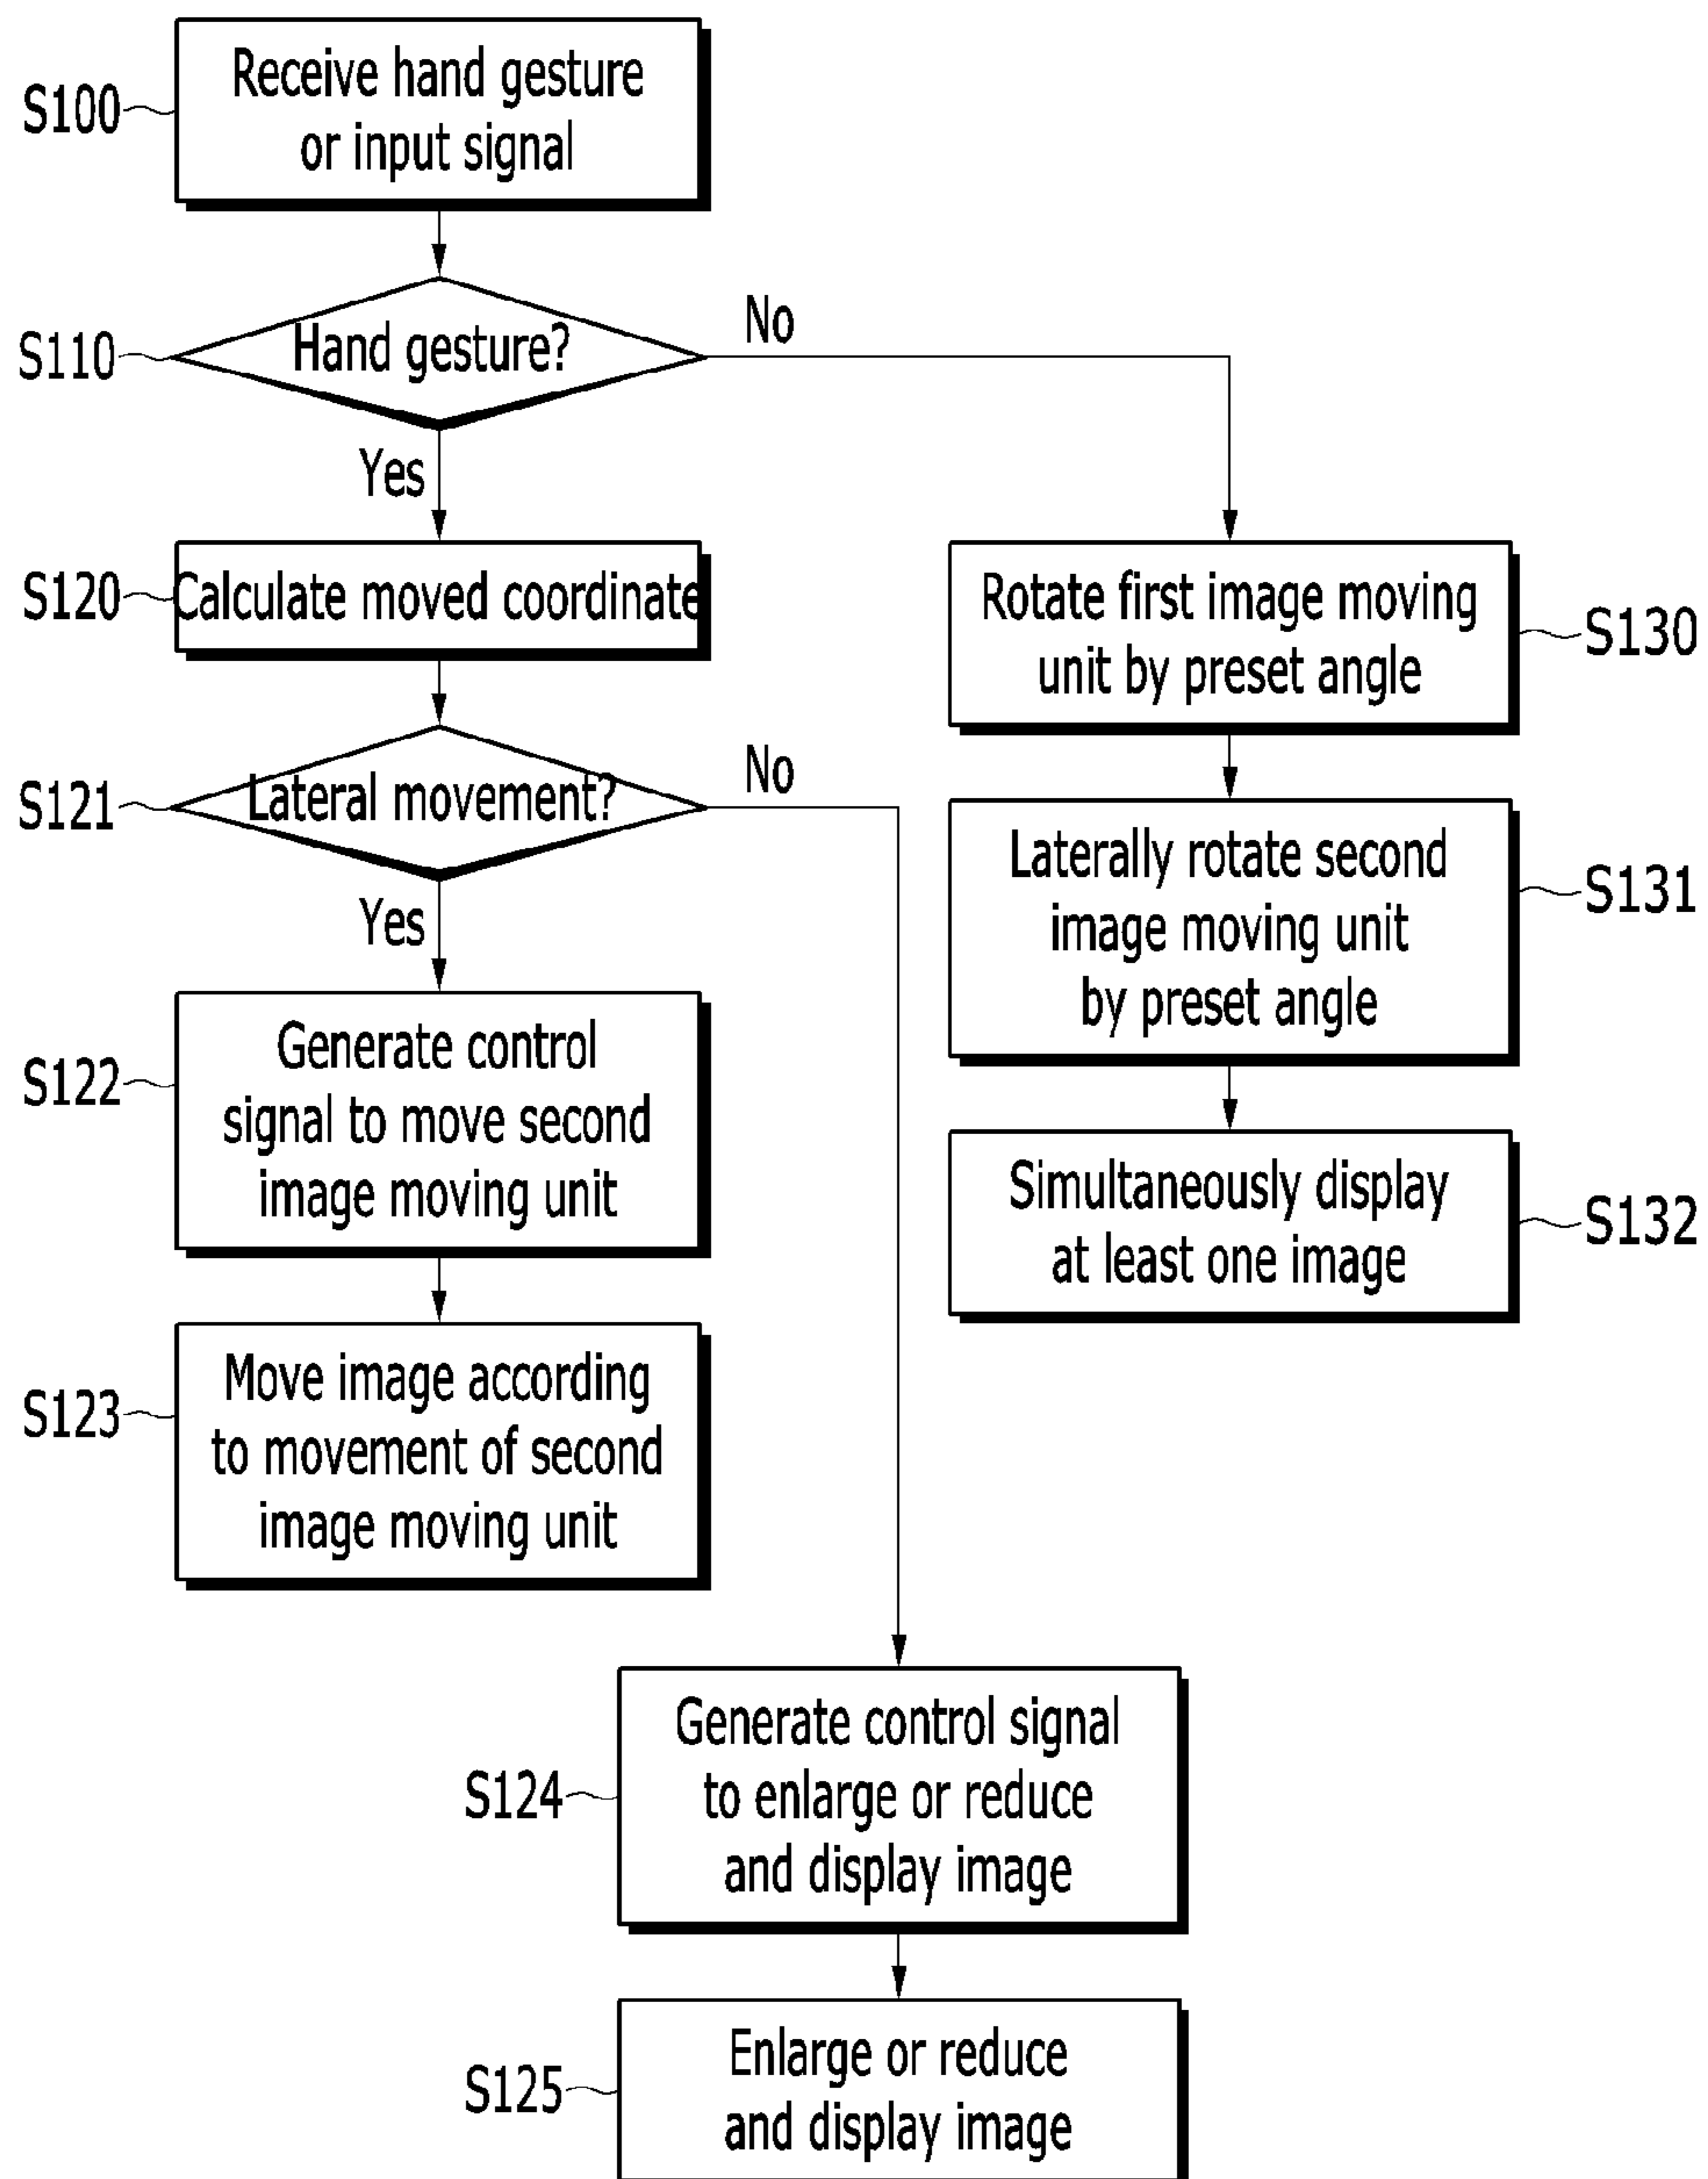 S100
Receive hand gesture
or input signal
S110
Hand gesture?
No
Yes
S120
Calculate moved coordinate
S121
Lateral movement?
No
Yes
S122
Generate control
signal to move second
image moving unit
S123
Move image according
to movement of second
image moving unit
S130
Rotate first image moving
unit by preset angle
S131
Laterally rotate second
image moving unit
by preset angle
S132
Simultaneously display
at least one image
S124
Generate control signal
to enlarge or reduce
and display image
S125
Enlarge or reduce
and display image